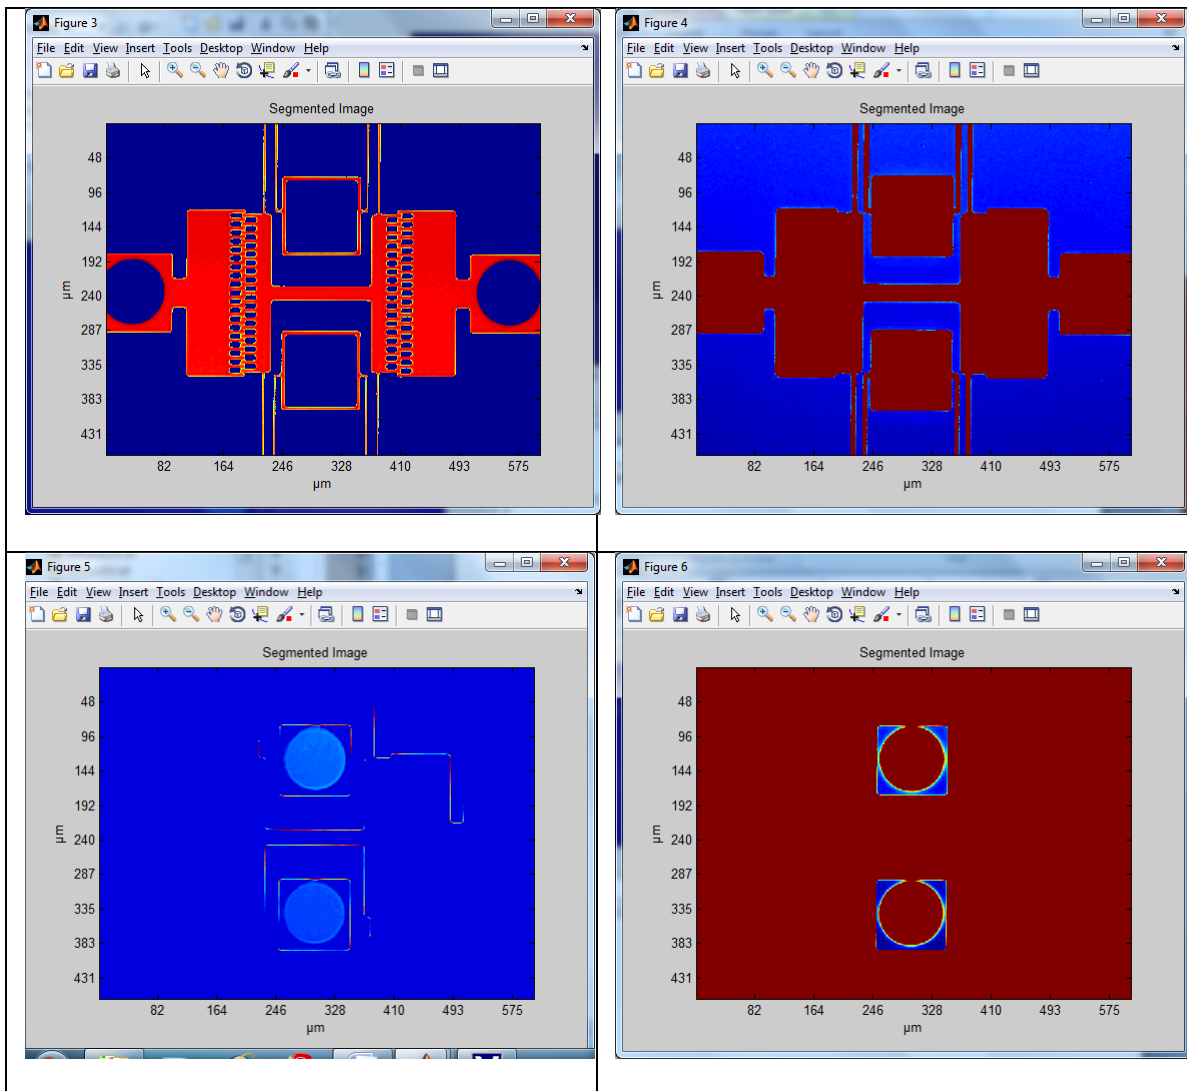 Figure 3
File Edit View Insert Tools Desktop Window Help
Segmented Image
48
96
144
192
240
287
335
383
431
µm
82 164 246 328 410 493 575
µm
Figure 4
File Edit View Insert Tools Desktop Window Help
Segmented Image
48
96
144
192
240
287
335
383
431
µm
82 164 246 328 410 493 575
µm
Figure 5
File Edit View Insert Tools Desktop Window Help
Segmented Image
48
96
144
192
240
287
335
383
431
µm
82 164 246 328 410 493 575
µm
Figure 6
File Edit View Insert Tools Desktop Window Help
Segmented Image
48
96
144
192
240
287
335
383
431
µm
82 164 246 328 410 493 575
µm